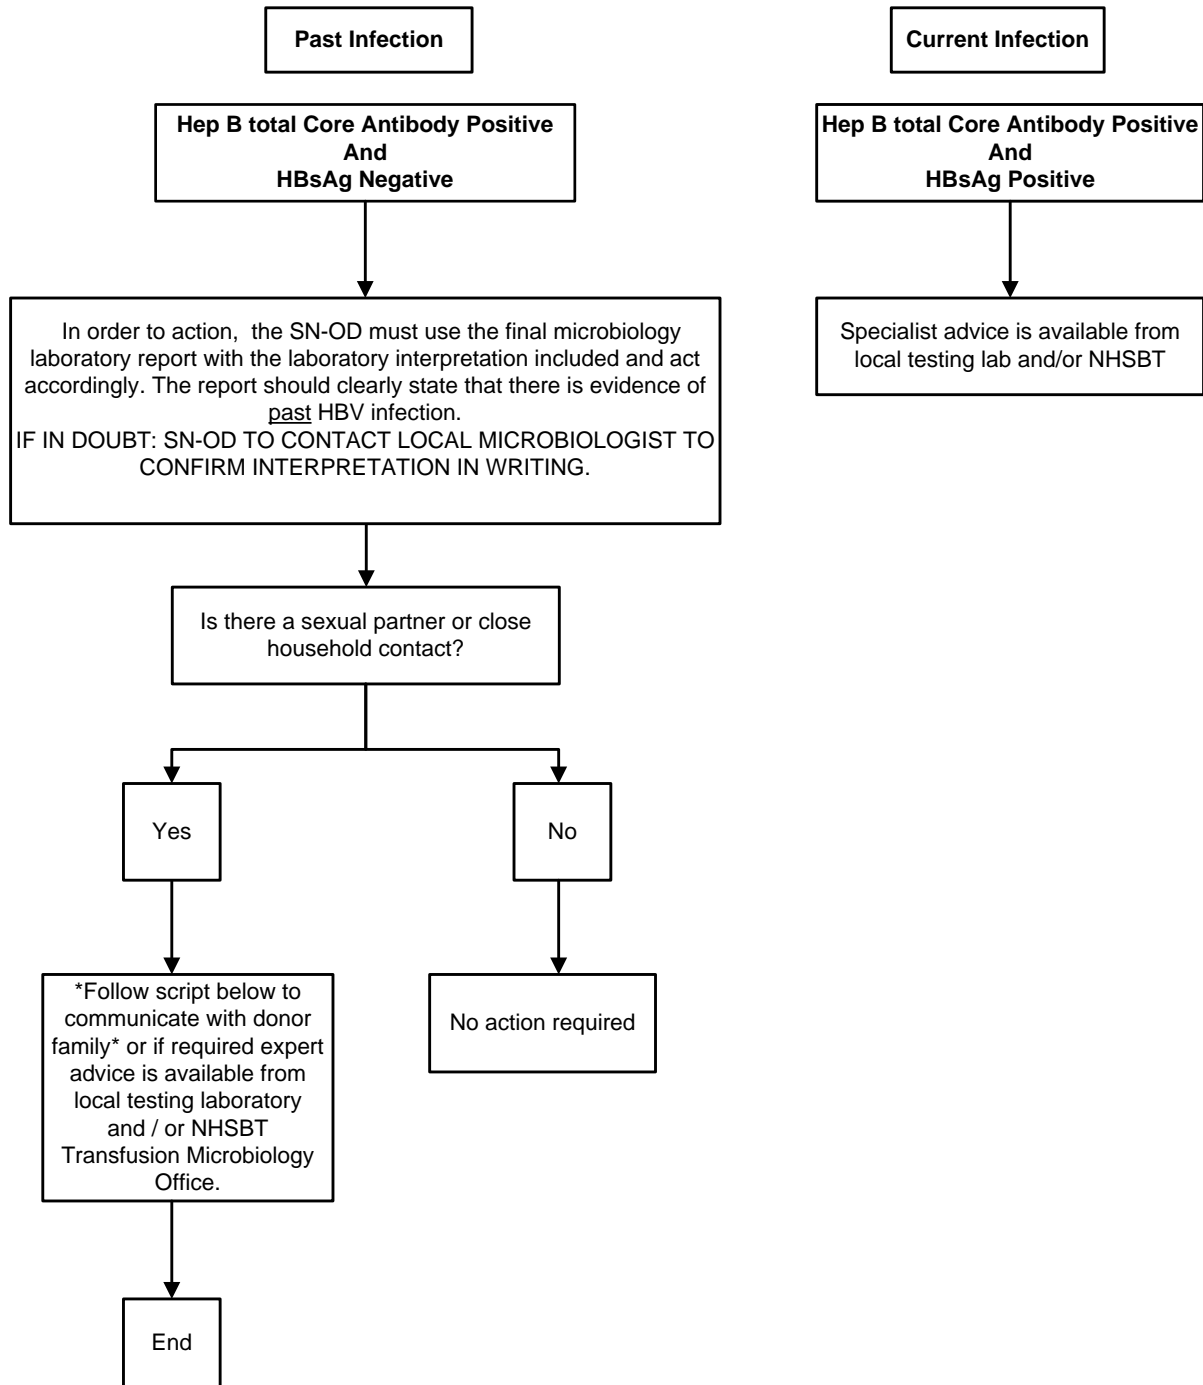 Past Infection
Current Infection
Hep B total Core Antibody Positive
And
HBsAg Negative
Hep B total Core Antibody Positive
And
HBsAg Positive
In order to action, the SN-OD must use the final microbiology
laboratory report with the laboratory interpretation included and act
accordingly. The report should clearly state that there is evidence of
past HBV infection.
IF IN DOUBT: SN-OD TO CONTACT LOCAL MICROBIOLOGIST TO
CONFIRM INTERPRETATION IN WRITING.
Specialist advice is available from
local testing lab and/or NHSBT
Is there a sexual partner or close
household contact?
Yes
No
*Follow script below to
communicate with donor
family* or if required expert
advice is available from
local testing laboratory
and / or NHSBT
Transfusion Microbiology
Office.
No action required
End